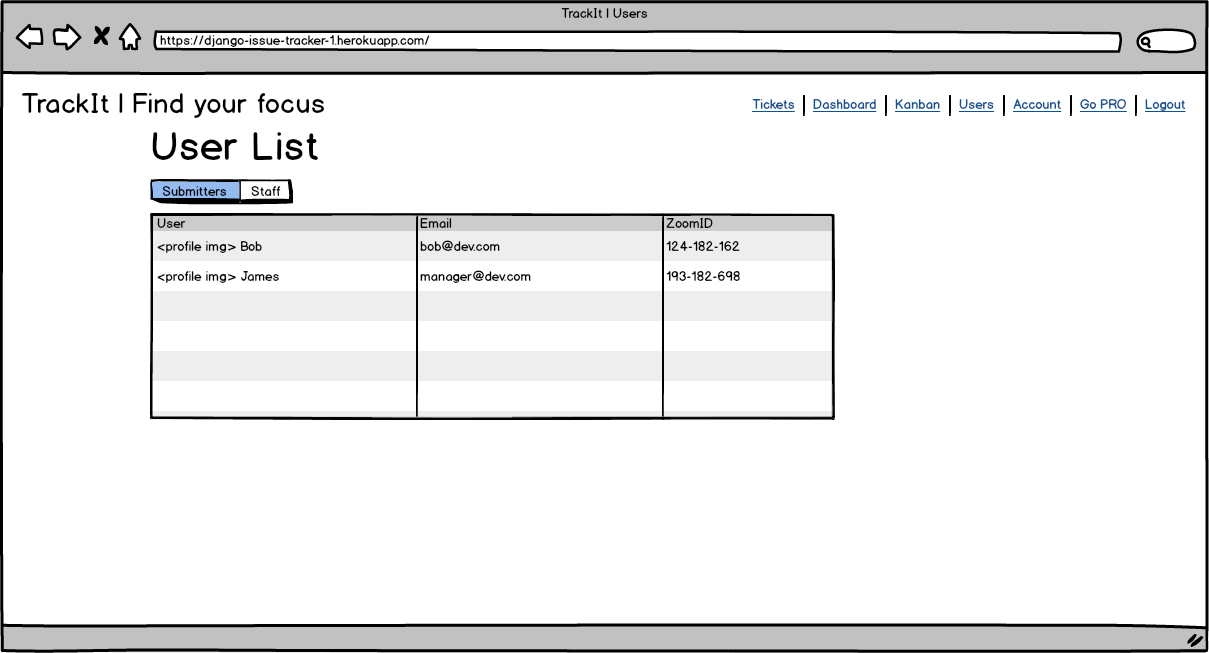 TrackIt | Users
https://django-issue-tracker-1.herokuapp.com/
TrackIt | Find your focus
Tickets | Dashboard | Kanban | Users | Account | Go PRO | Logout
User List
Submitters Staff
User Email ZoomID
<profile img> Bob bob@dev.com 124-182-162
<profile img> James manager@dev.com 193-182-698